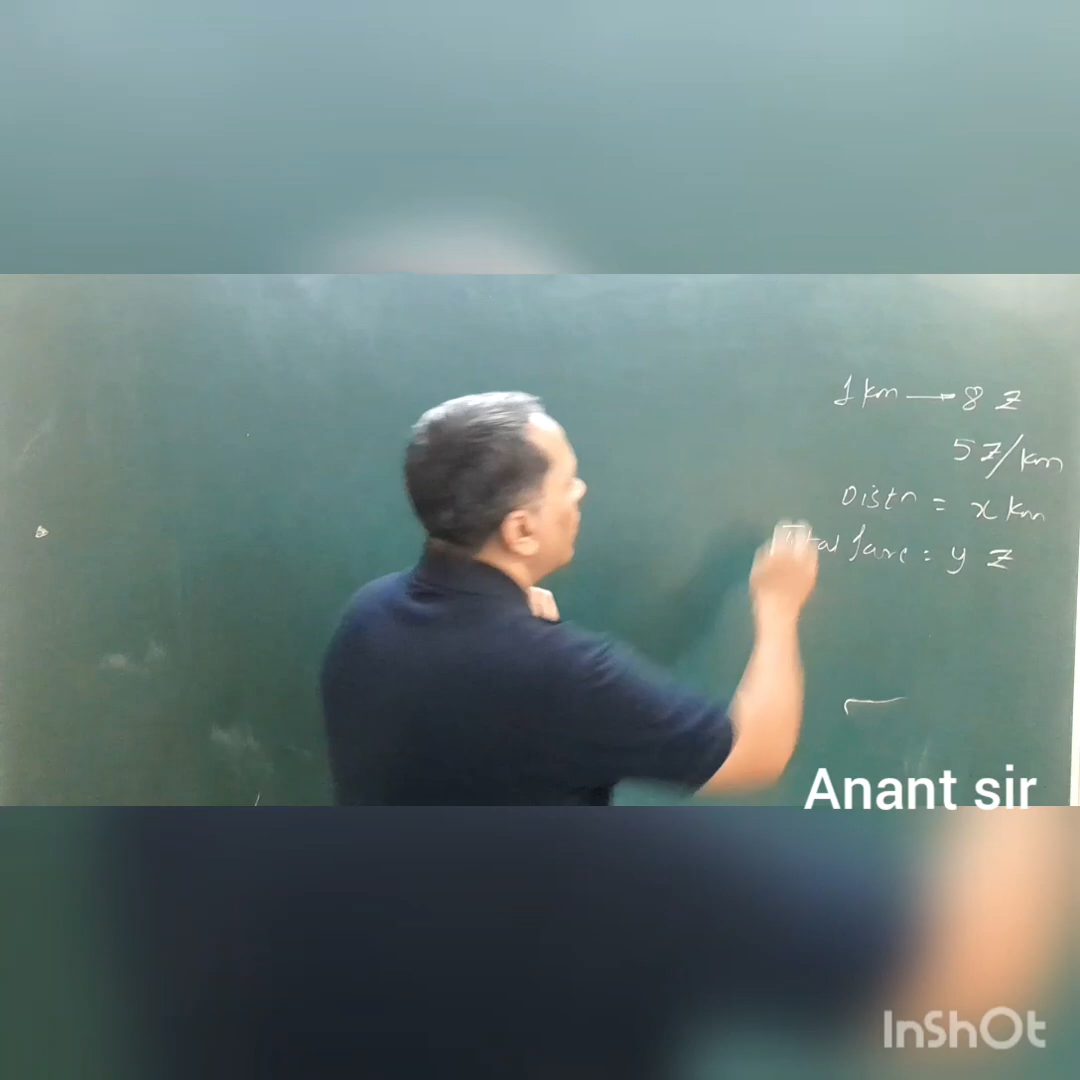 1 km → 8 z
5 z/km
Distn = x km
Total fare = y z
Anant sir
InShOt